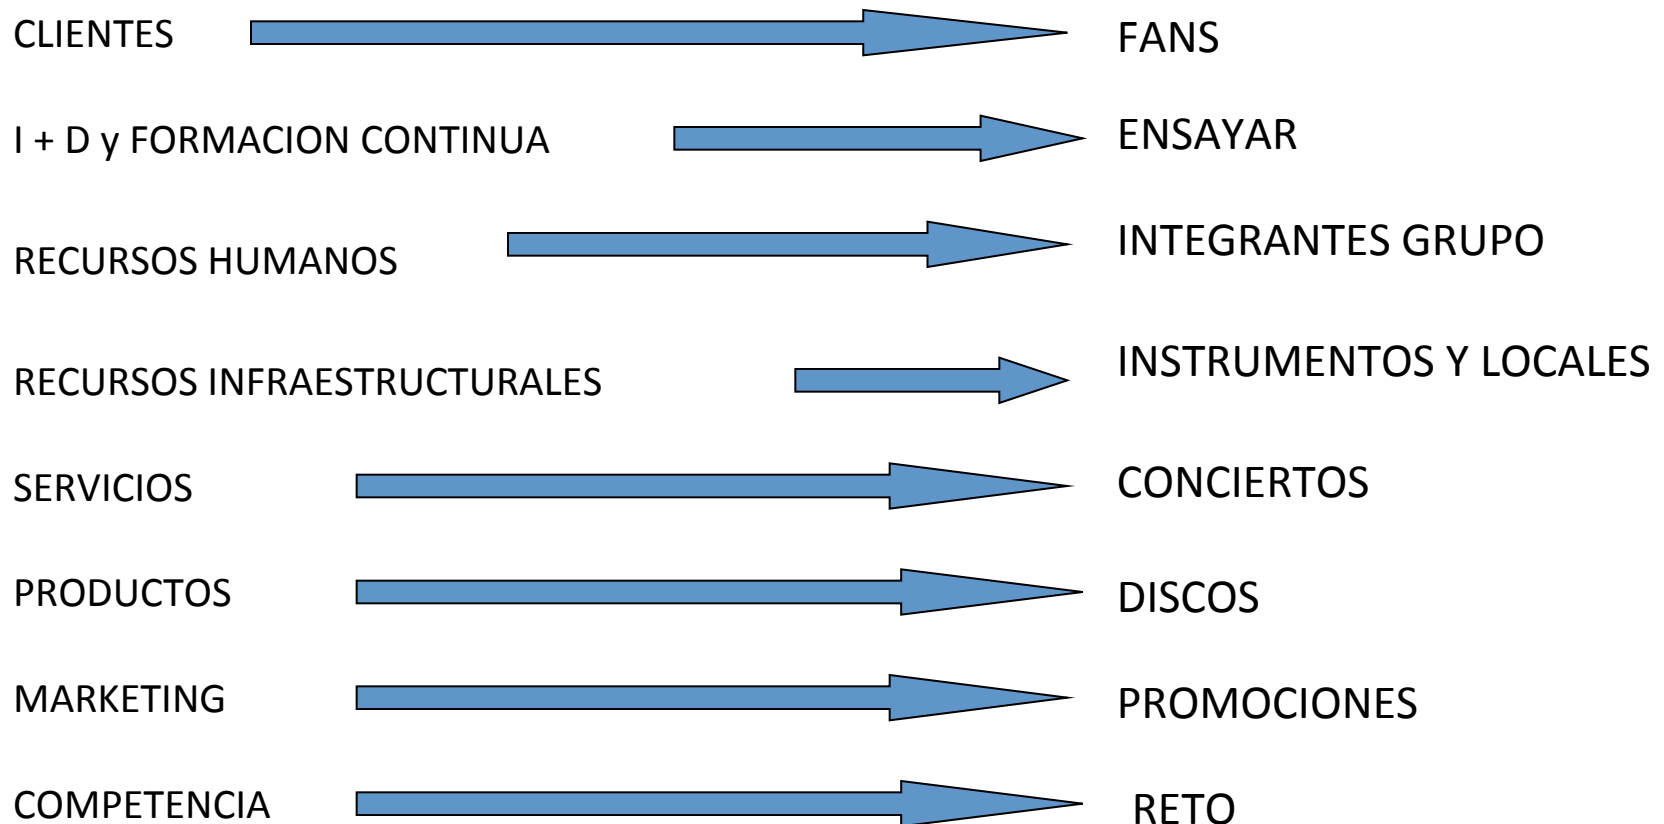 CLIENTES FANS
I + D y FORMACION CONTINUA ENSAYAR
RECURSOS HUMANOS INTEGRANTES GRUPO
RECURSOS INFRAESTRUCTURALES INSTRUMENTOS Y LOCALES
SERVICIOS CONCIERTOS
PRODUCTOS DISCOS
MARKETING PROMOCIONES
COMPETENCIA RETO